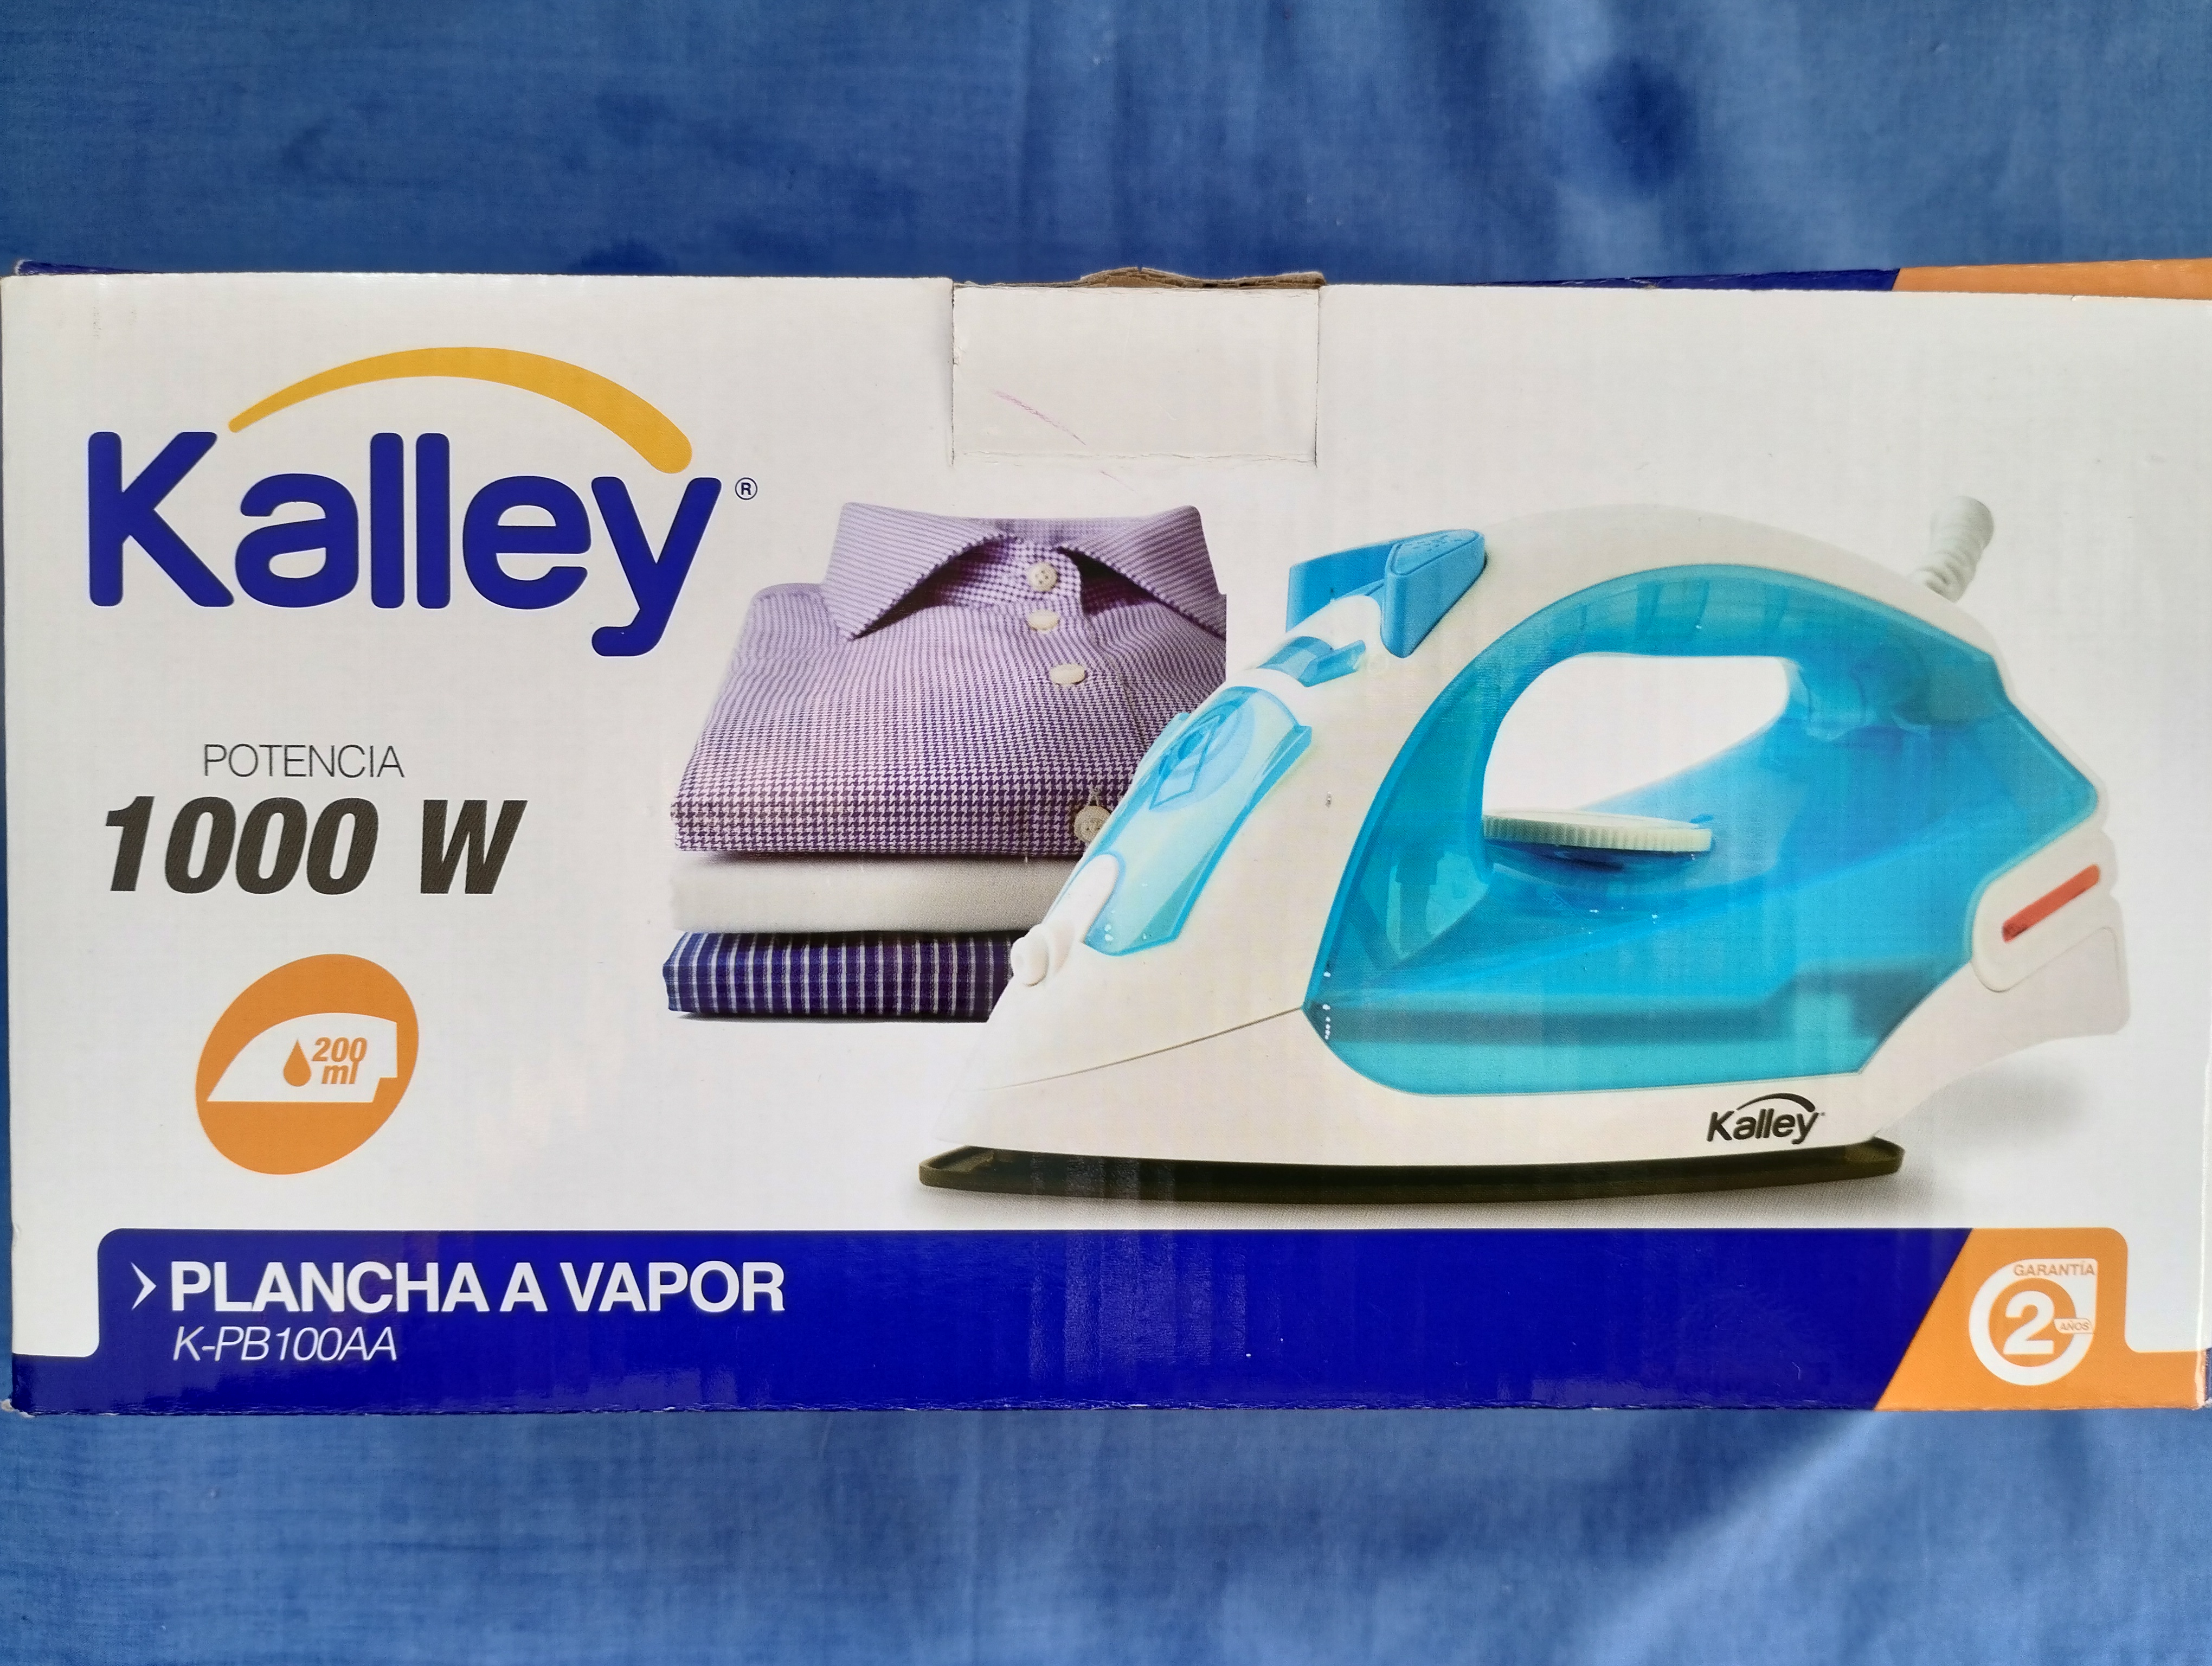 Kalley®
POTENCIA
1000 W
200
ml
Kalley
PLANCHA A VAPOR
K-PB100AA
GARANTÍA
2
AÑOS